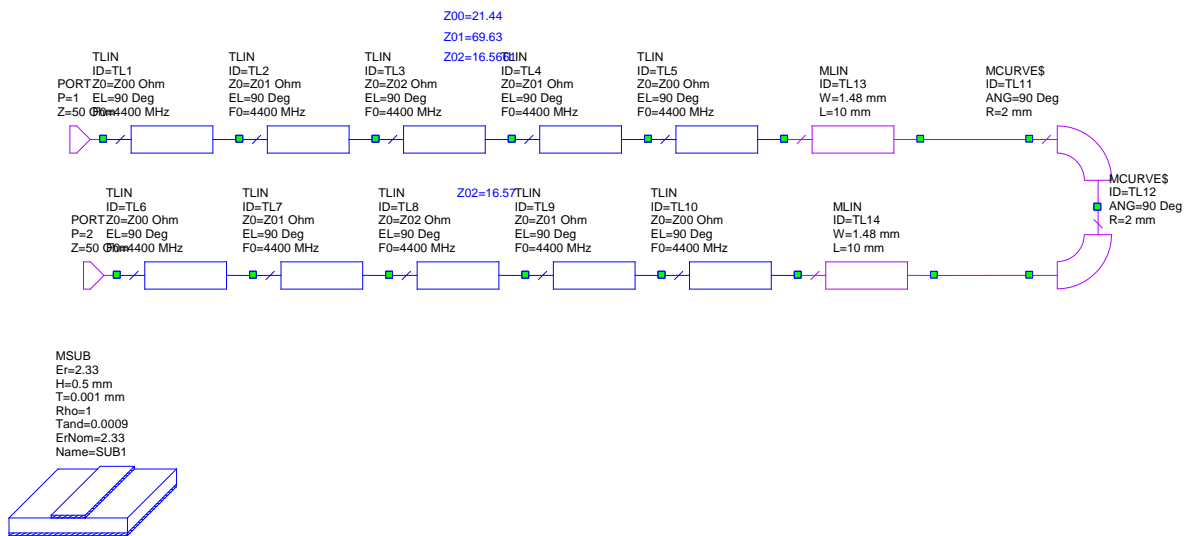 Z00=21.44
Z01=69.63
Z02=16.5661
TLIN
ID=TL1
Z0=Z00 Ohm
EL=90 Deg
F0=4400 MHz
TLIN
ID=TL2
Z0=Z01 Ohm
EL=90 Deg
F0=4400 MHz
TLIN
ID=TL3
Z0=Z02 Ohm
EL=90 Deg
F0=4400 MHz
TLIN
ID=TL4
Z0=Z01 Ohm
EL=90 Deg
F0=4400 MHz
TLIN
ID=TL5
Z0=Z00 Ohm
EL=90 Deg
F0=4400 MHz
MLIN
ID=TL13
W=1.48 mm
L=10 mm
MCURVE$
ID=TL11
ANG=90 Deg
R=2 mm
PORT
P=1
Z=50 Ohm
MCURVE$
ID=TL12
ANG=90 Deg
R=2 mm
Z02=16.57
TLIN
ID=TL6
Z0=Z00 Ohm
EL=90 Deg
F0=4400 MHz
TLIN
ID=TL7
Z0=Z01 Ohm
EL=90 Deg
F0=4400 MHz
TLIN
ID=TL8
Z0=Z02 Ohm
EL=90 Deg
F0=4400 MHz
TLIN
ID=TL9
Z0=Z01 Ohm
EL=90 Deg
F0=4400 MHz
TLIN
ID=TL10
Z0=Z00 Ohm
EL=90 Deg
F0=4400 MHz
MLIN
ID=TL14
W=1.48 mm
L=10 mm
PORT
P=2
Z=50 Ohm
MSUB
Er=2.33
H=0.5 mm
T=0.001 mm
Rho=1
Tand=0.0009
ErNom=2.33
Name=SUB1